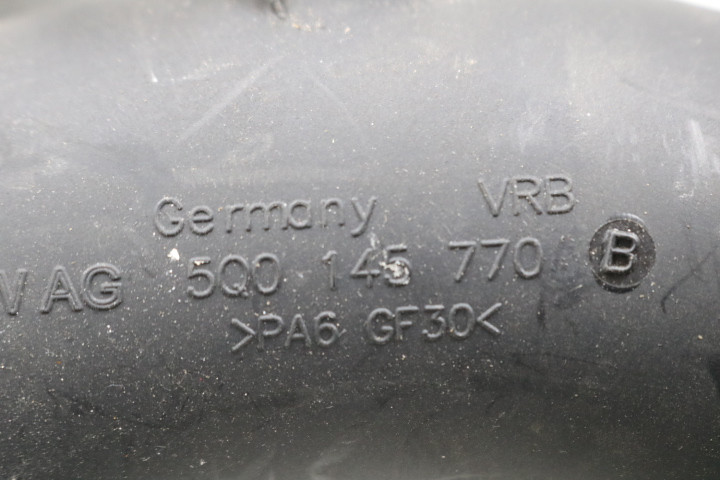 Germany VRB
VAG 5Q0 145 770 B
>PA6 GF30<